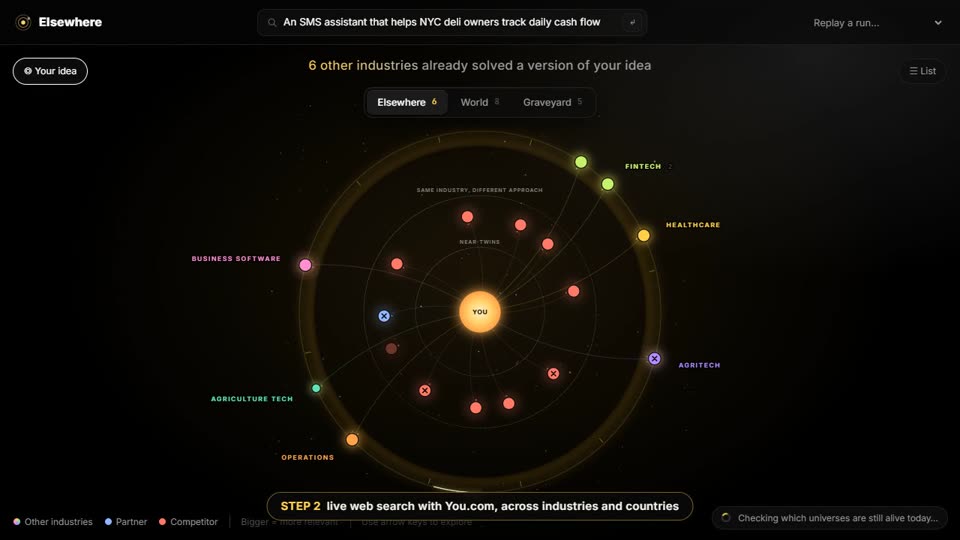 Elsewhere
An SMS assistant that helps NYC deli owners track daily cash flow
Replay a run...
Your idea
6 other industries already solved a version of your idea
List
Elsewhere 6
World 8
Graveyard 5
FINTECH 2
SAME INDUSTRY, DIFFERENT APPROACH
HEALTHCARE
NEAR-TWINS
BUSINESS SOFTWARE
YOU
AGRITECH
AGRICULTURE TECH
OPERATIONS
STEP 2 live web search with You.com, across industries and countries
Other industries
Partner
Competitor
Bigger = more relevant
Use arrow keys to explore
Checking which universes are still alive today...